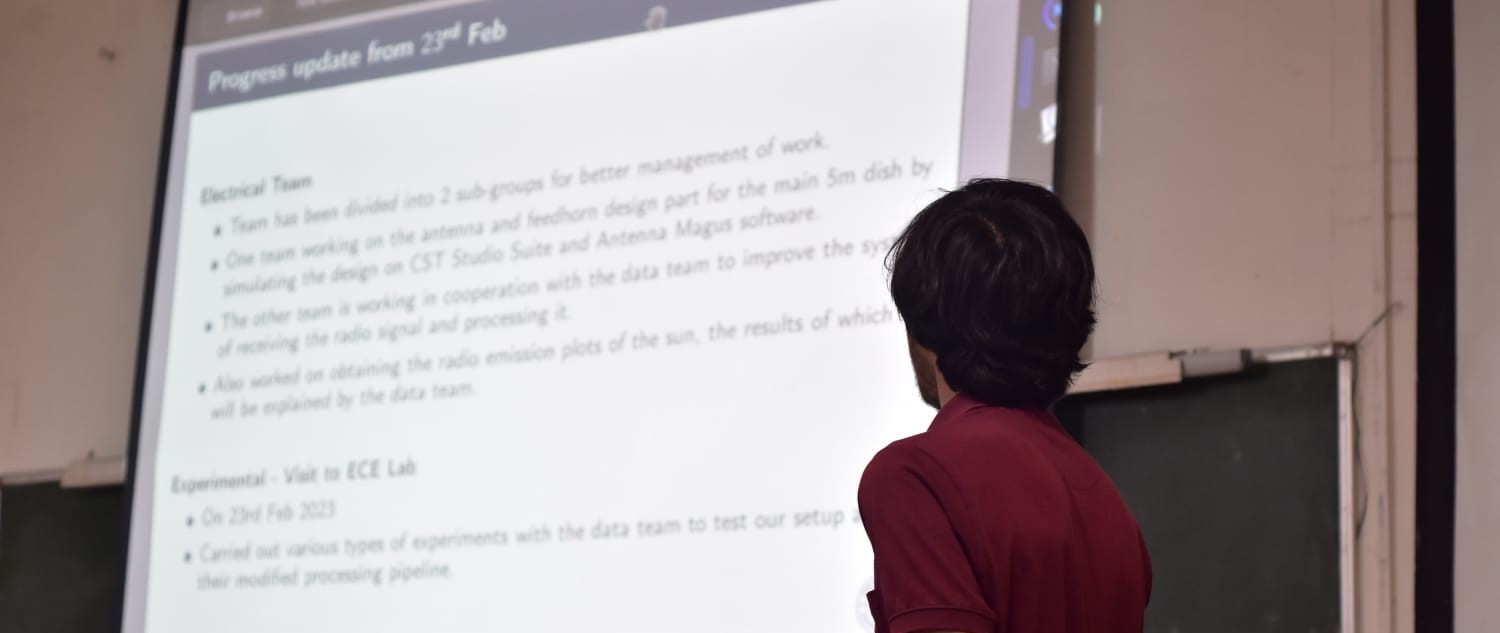 Browse
Progress update from 23rd Feb
Electrical Team
• Team has been divided into 2 sub-groups for better management of work.
• One team working on the antenna and feedhorn design part for the main 5m dish by
simulating the design on CST Studio Suite and Antenna Magus software.
• The other team is working in cooperation with the data team to improve the sys
of receiving the radio signal and processing it.
• Also worked on obtaining the radio emission plots of the sun, the results of which
will be explained by the data team.
Experimental - Visit to ECE Lab
• On 23rd Feb 2023
• Carried out various types of experiments with the data team to test our setup
their modified processing pipeline.